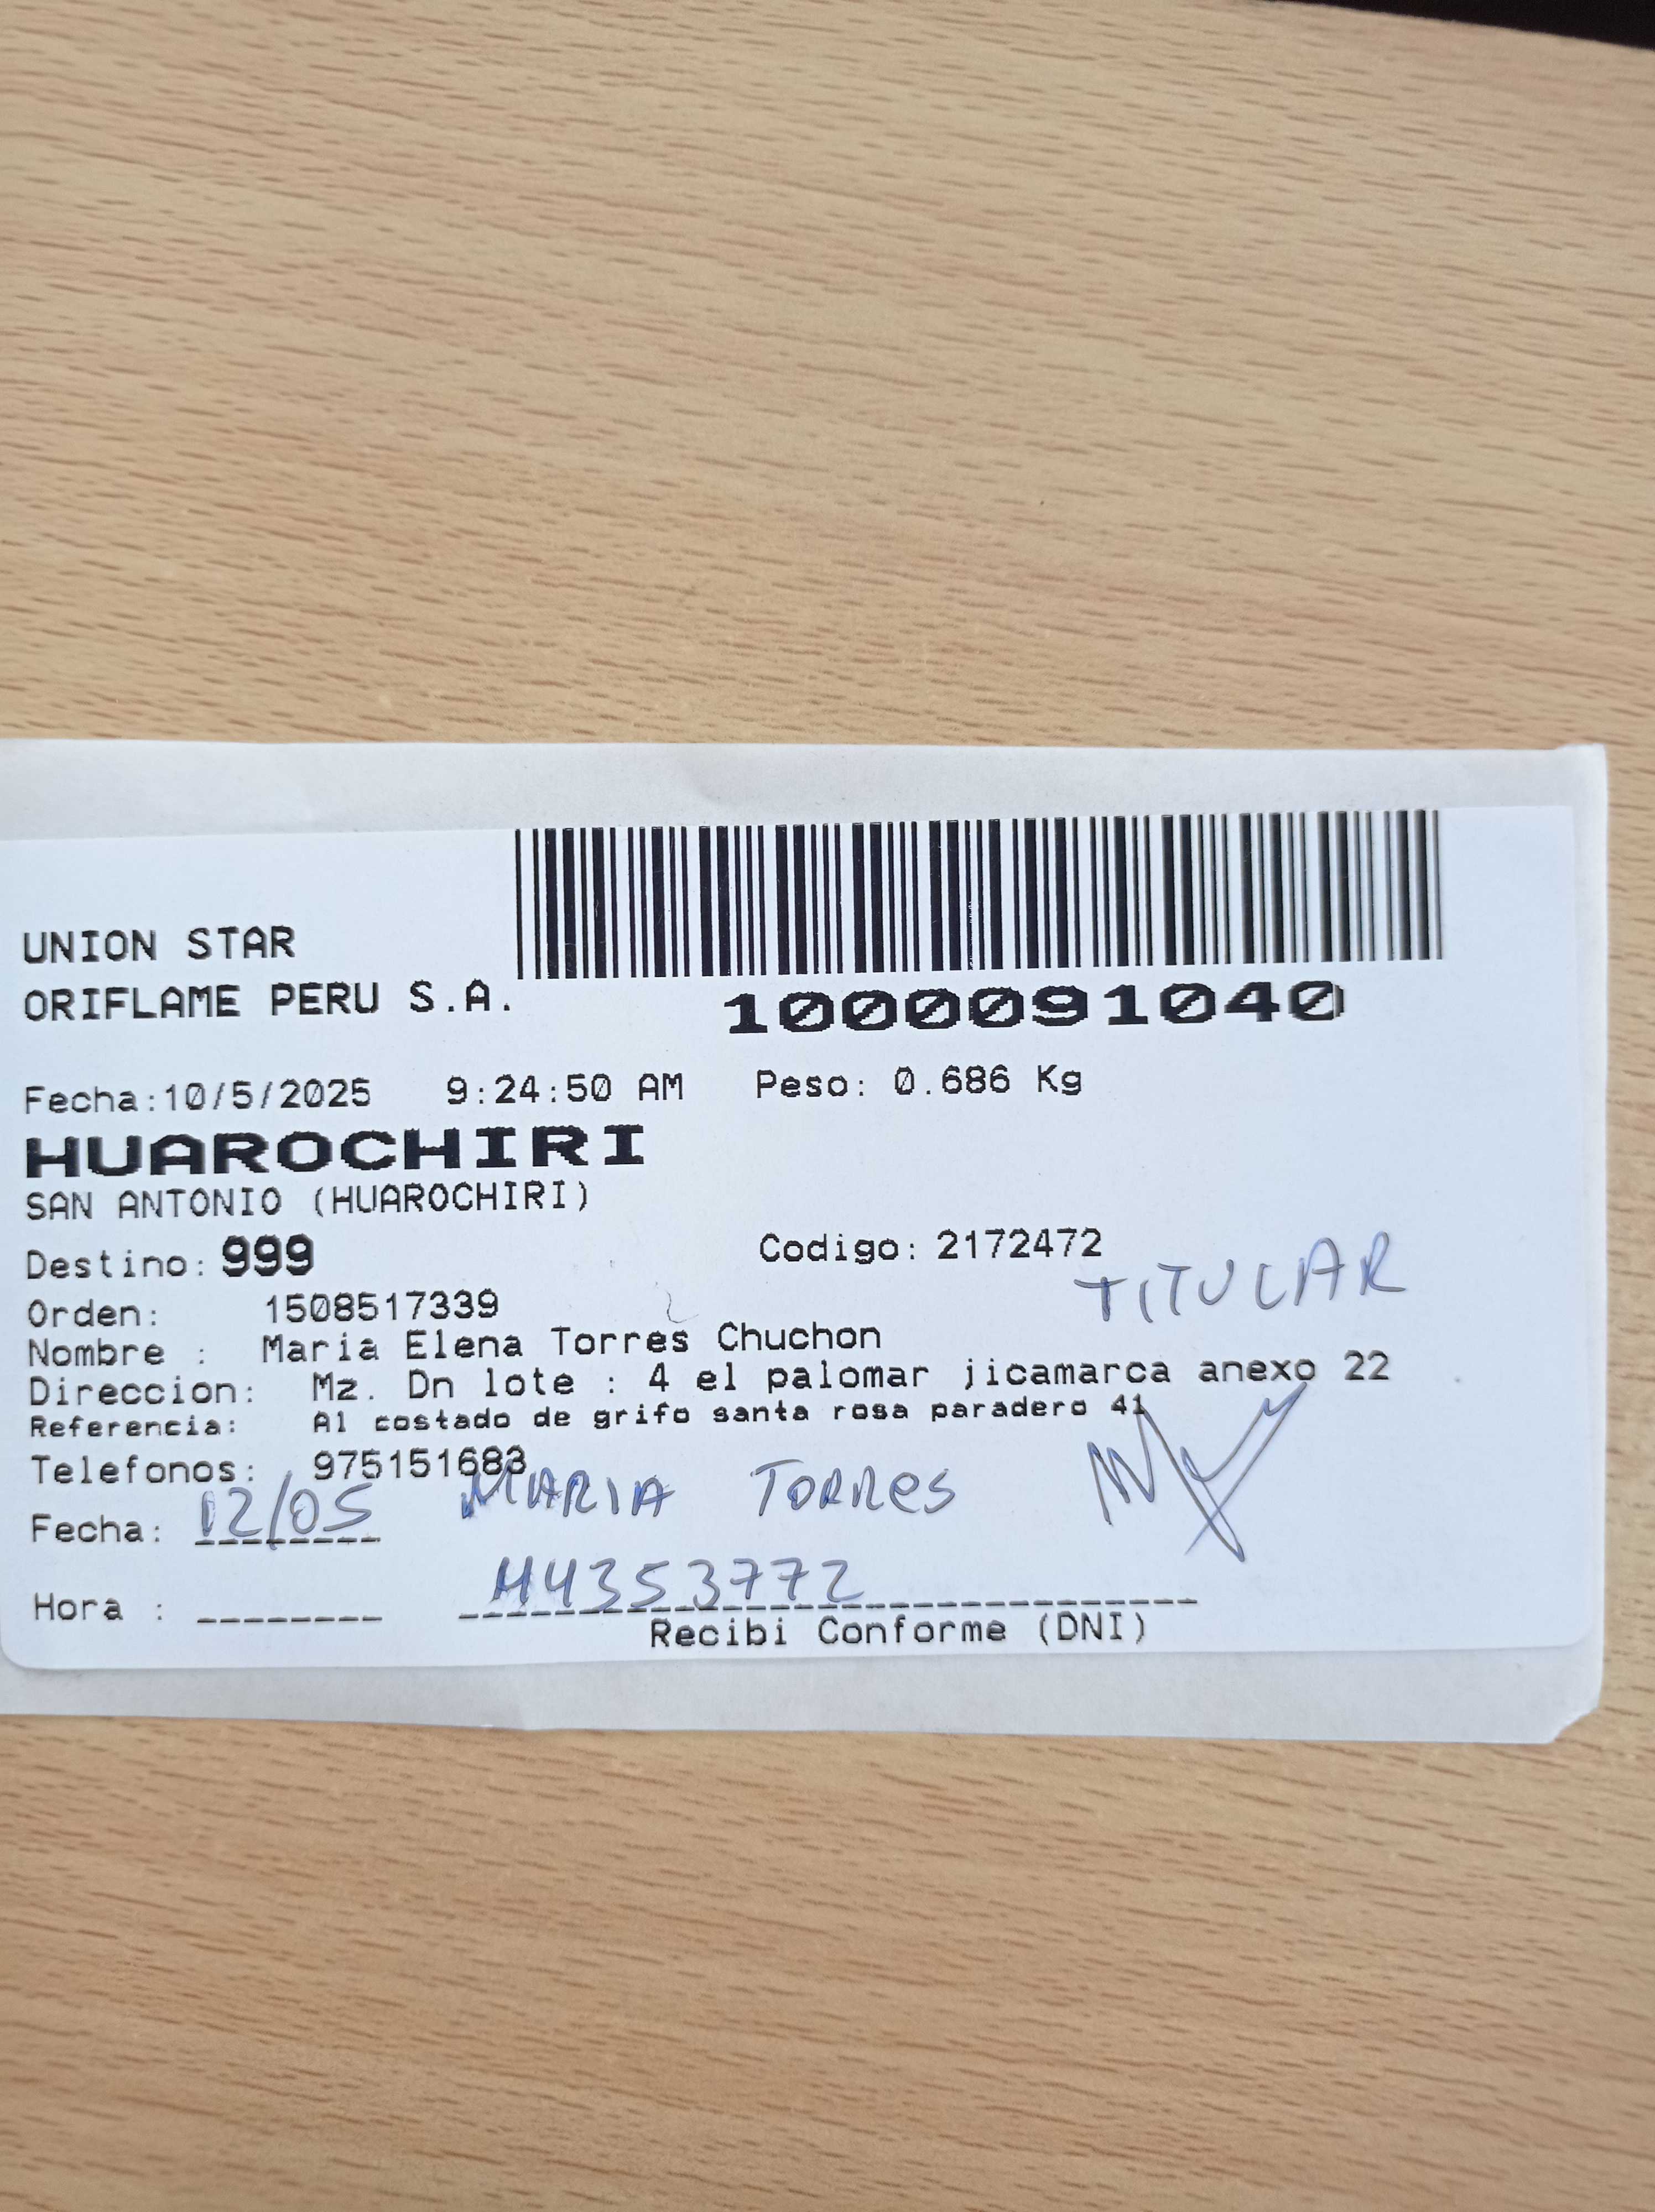 UNION STAR
ORIFLAME PERU S.A.
1000091040
Fecha:10/5/2025 9:24:50 AM Peso: 0.686 Kg
HUAROCHIRI
SAN ANTONIO (HUAROCHIRI)
Destino: 999 Codigo: 2172472
TITULAR
Orden: 1508517339
Nombre : Maria Elena Torres Chuchon
Direccion: Mz. Dn lote : 4 el palomar jicamarca anexo 22
Referencia: Al costado de grifo santa rosa paradero 41
Telefonos: 975151683
Fecha: 12/05 MARIA TORRES
Hora : 44353772
Recibi Conforme (DNI)